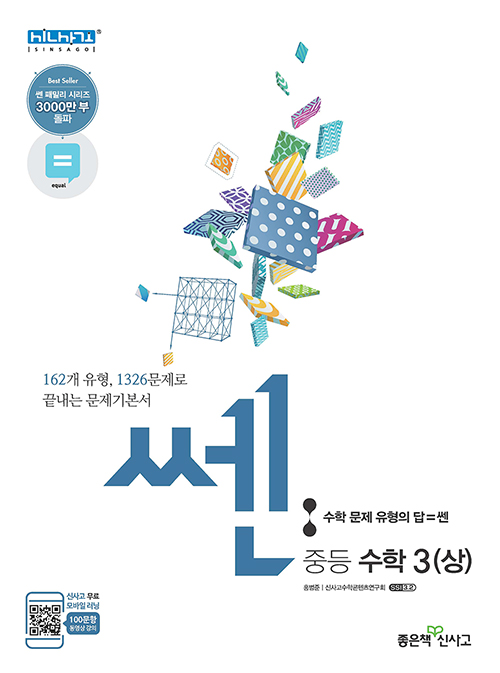 시나고
SINSAGO
Best Seller
쎈 패밀리 시리즈
3000만 부
돌파
=
equal
162개 유형, 1326문제로
끝내는 문제기본서
쎈
수학 문제 유형의 답=쎈
중등 수학 3(상)
홍범준 | 신사고수학콘텐츠연구회
신사고 무료
모바일 러닝
100문항
동영상 강의
좋은책 신사고